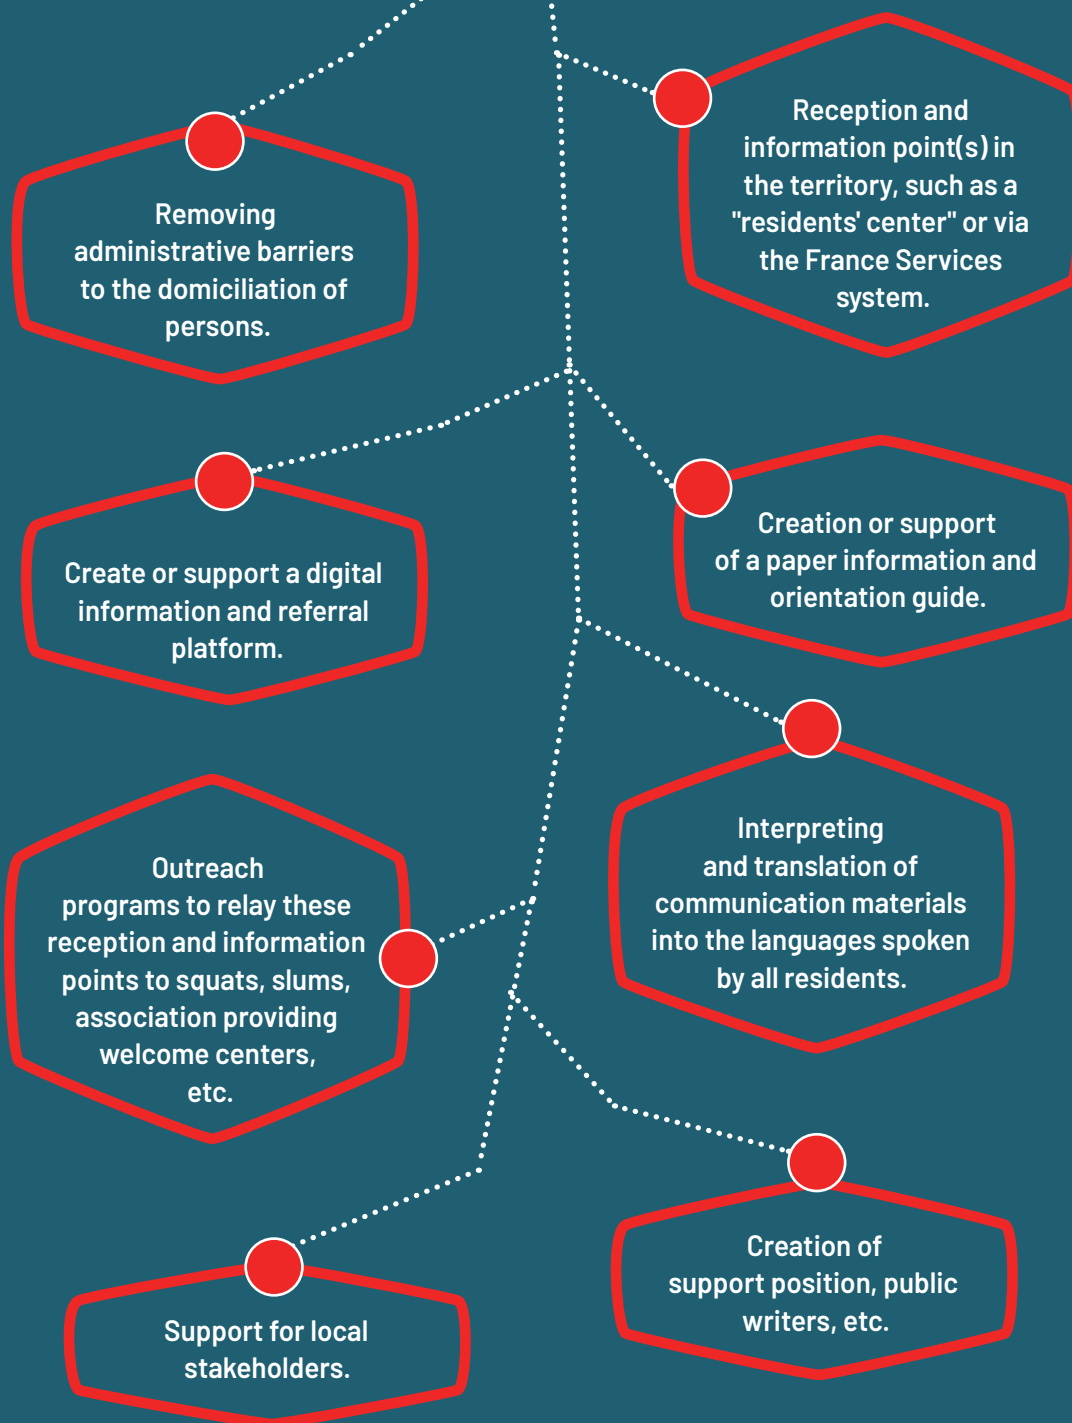 Reception and
information point(s) in
the territory, such as a
"residents' center" or via
the France Services
system.
Removing
administrative barriers
to the domiciliation of
persons.
Creation or support
of a paper information and
orientation guide.
Create or support a digital
information and referral
platform.
Interpreting
and translation of
communication materials
into the languages spoken
by all residents.
Outreach
programs to relay these
reception and information
points to squats, slums,
association providing
welcome centers,
etc.
Creation of
support position, public
writers, etc.
Support for local
stakeholders.